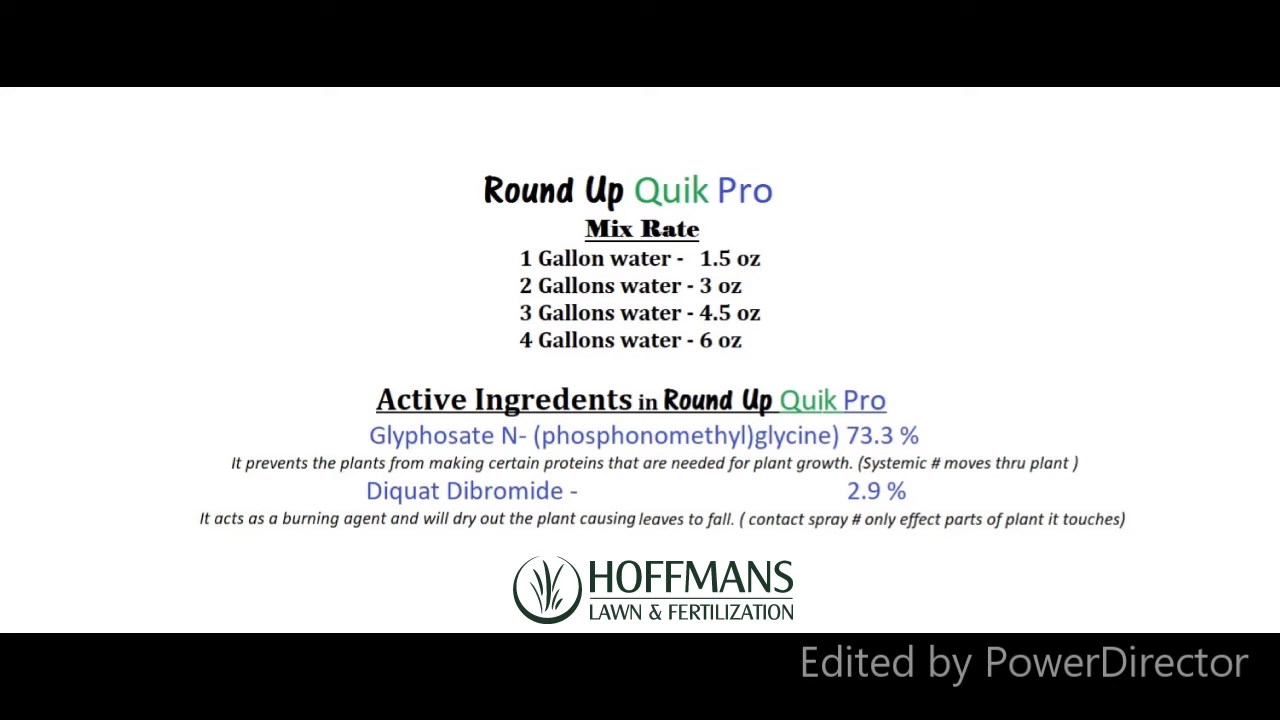 Round Up Quik Pro
Mix Rate
1 Gallon water - 1.5 oz
2 Gallons water - 3 oz
3 Gallons water - 4.5 oz
4 Gallons water - 6 oz
Active Ingredents in Round Up Quik Pro
Glyphosate N- (phosphonomethyl)glycine) 73.3 %
It prevents the plants from making certain proteins that are needed for plant growth. (Systemic # moves thru plant )
Diquat Dibromide - 2.9 %
It acts as a burning agent and will dry out the plant causing leaves to fall. ( contact spray # only effect parts of plant it touches)
HOFFMANS
LAWN & FERTILIZATION
Edited by PowerDirector